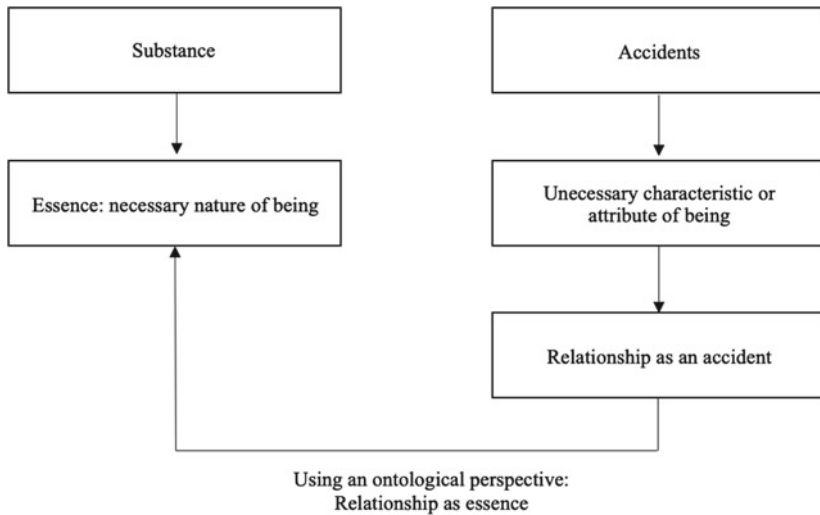 Substance
Accidents
Essence: necessary nature of being
Unecessary characteristic or
attribute of being
Relationship as an accident
Using an ontological perspective:
Relationship as essence